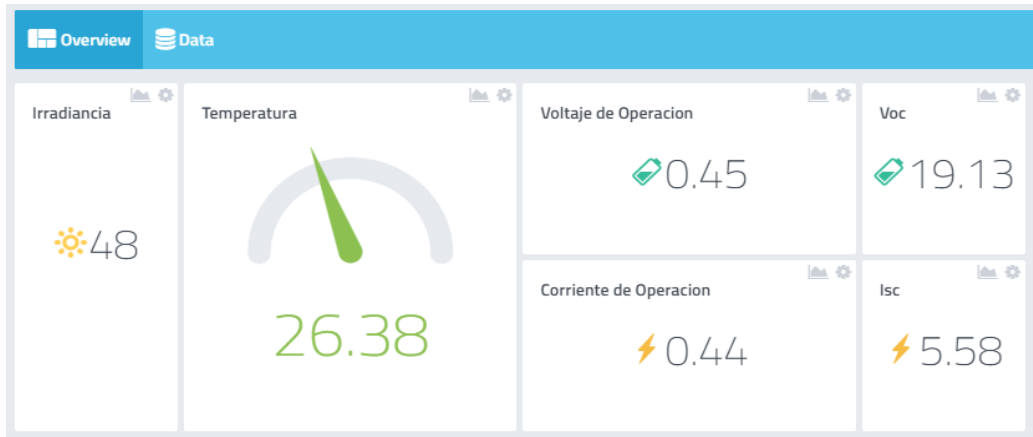 Overview
Data
Irradiancia
48
Temperatura
26.38
Voltaje de Operacion
0.45
Voc
19.13
Corriente de Operacion
0.44
Isc
5.58